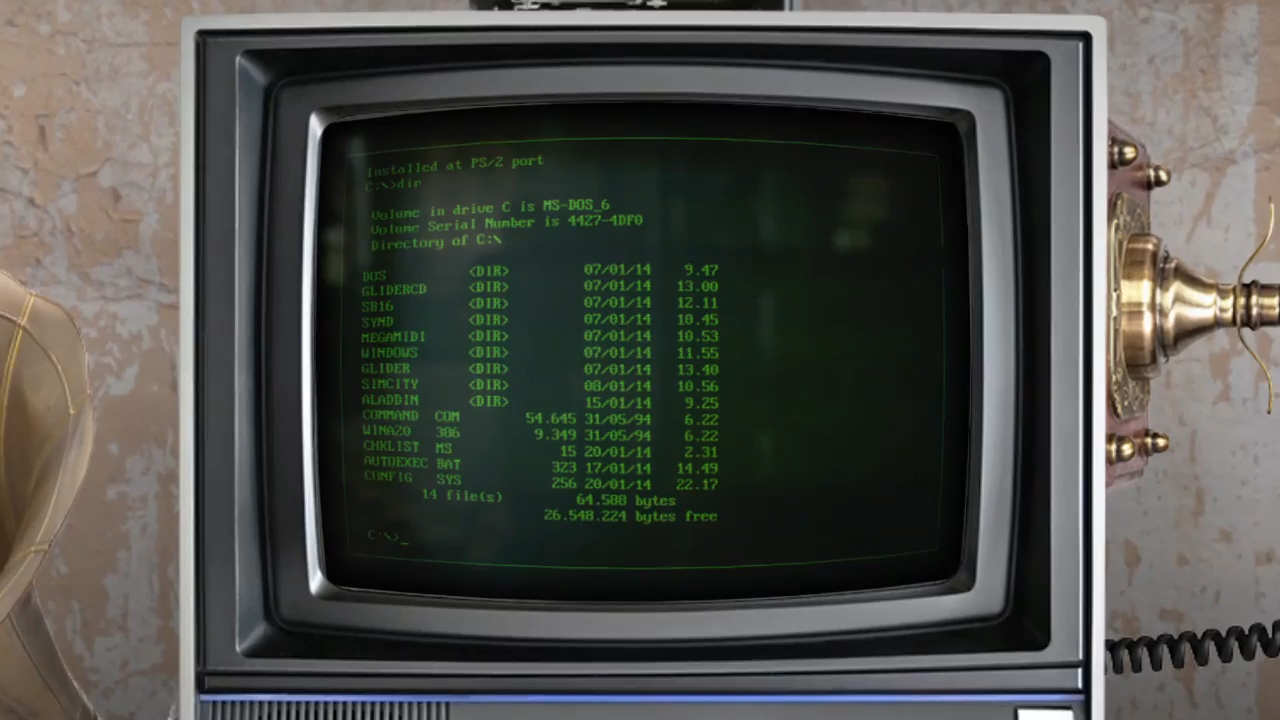 Installed at PS/2 port
C:\>dir
Volume in drive C is MS-DOS_6
Volume Serial Number is 4427-4DF0
Directory of C:\
DOS <DIR> 07/01/14 9.47
GLIDERCD <DIR> 07/01/14 13.00
SB16 <DIR> 07/01/14 12.11
SYND <DIR> 07/01/14 10.45
MEGAMIDI <DIR> 07/01/14 10.53
WINDOWS <DIR> 07/01/14 11.55
GLIDER <DIR> 07/01/14 13.40
SIMCITY <DIR> 08/01/14 10.56
ALADDIN <DIR> 15/01/14 9.25
COMMAND COM 54.645 31/05/94 6.22
WINA20 386 9.349 31/05/94 6.22
CHKLIST MS 15 20/01/14 2.31
AUTOEXEC BAT 323 17/01/14 14.49
CONFIG SYS 256 20/01/14 22.17
14 file(s) 64.588 bytes
26.548.224 bytes free
C:\>_